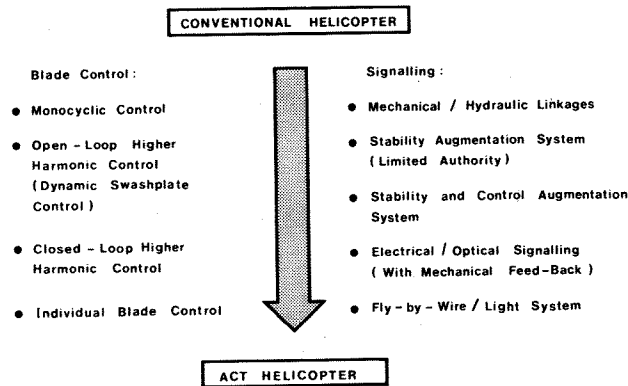 CONVENTIONAL HELICOPTER
Blade Control :
● Monocyclic Control
● Open - Loop Higher
Harmonic Control
( Dynamic Swashplate
Control )
● Closed - Loop Higher
Harmonic Control
● Individual Blade Control
Signalling :
● Mechanical / Hydraulic Linkages
● Stability Augmentation System
( Limited Authority )
● Stability and Control Augmentation
System
● Electrical / Optical Signalling
( With Mechanical Feed-Back )
● Fly - by - Wire / Light System
ACT HELICOPTER